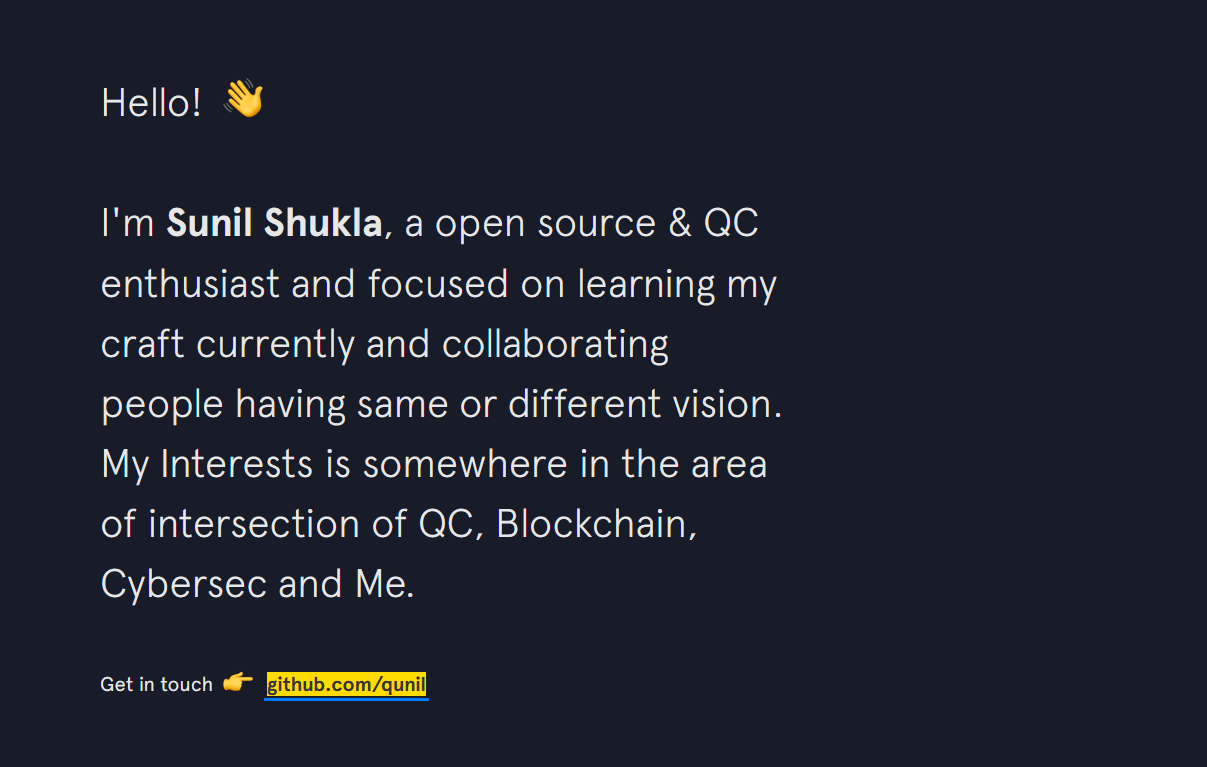 Hello! 👋
I'm Sunil Shukla, a open source & QC
enthusiast and focused on learning my
craft currently and collaborating
people having same or different vision.
My Interests is somewhere in the area
of intersection of QC, Blockchain,
Cybersec and Me.
Get in touch 👉 github.com/qunil